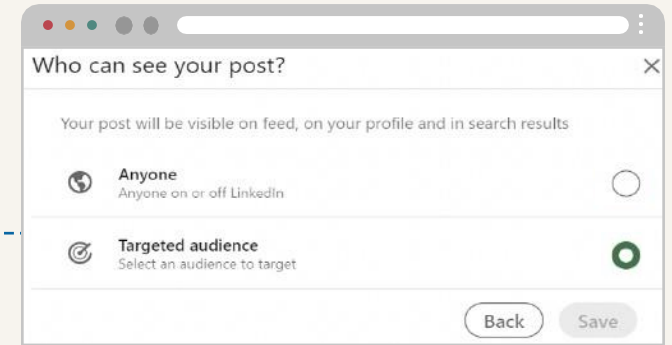 Who can see your post?
Your post will be visible on feed, on your profile and in search results
Anyone
Anyone on or off LinkedIn
Targeted audience
Select an audience to target
Back Save